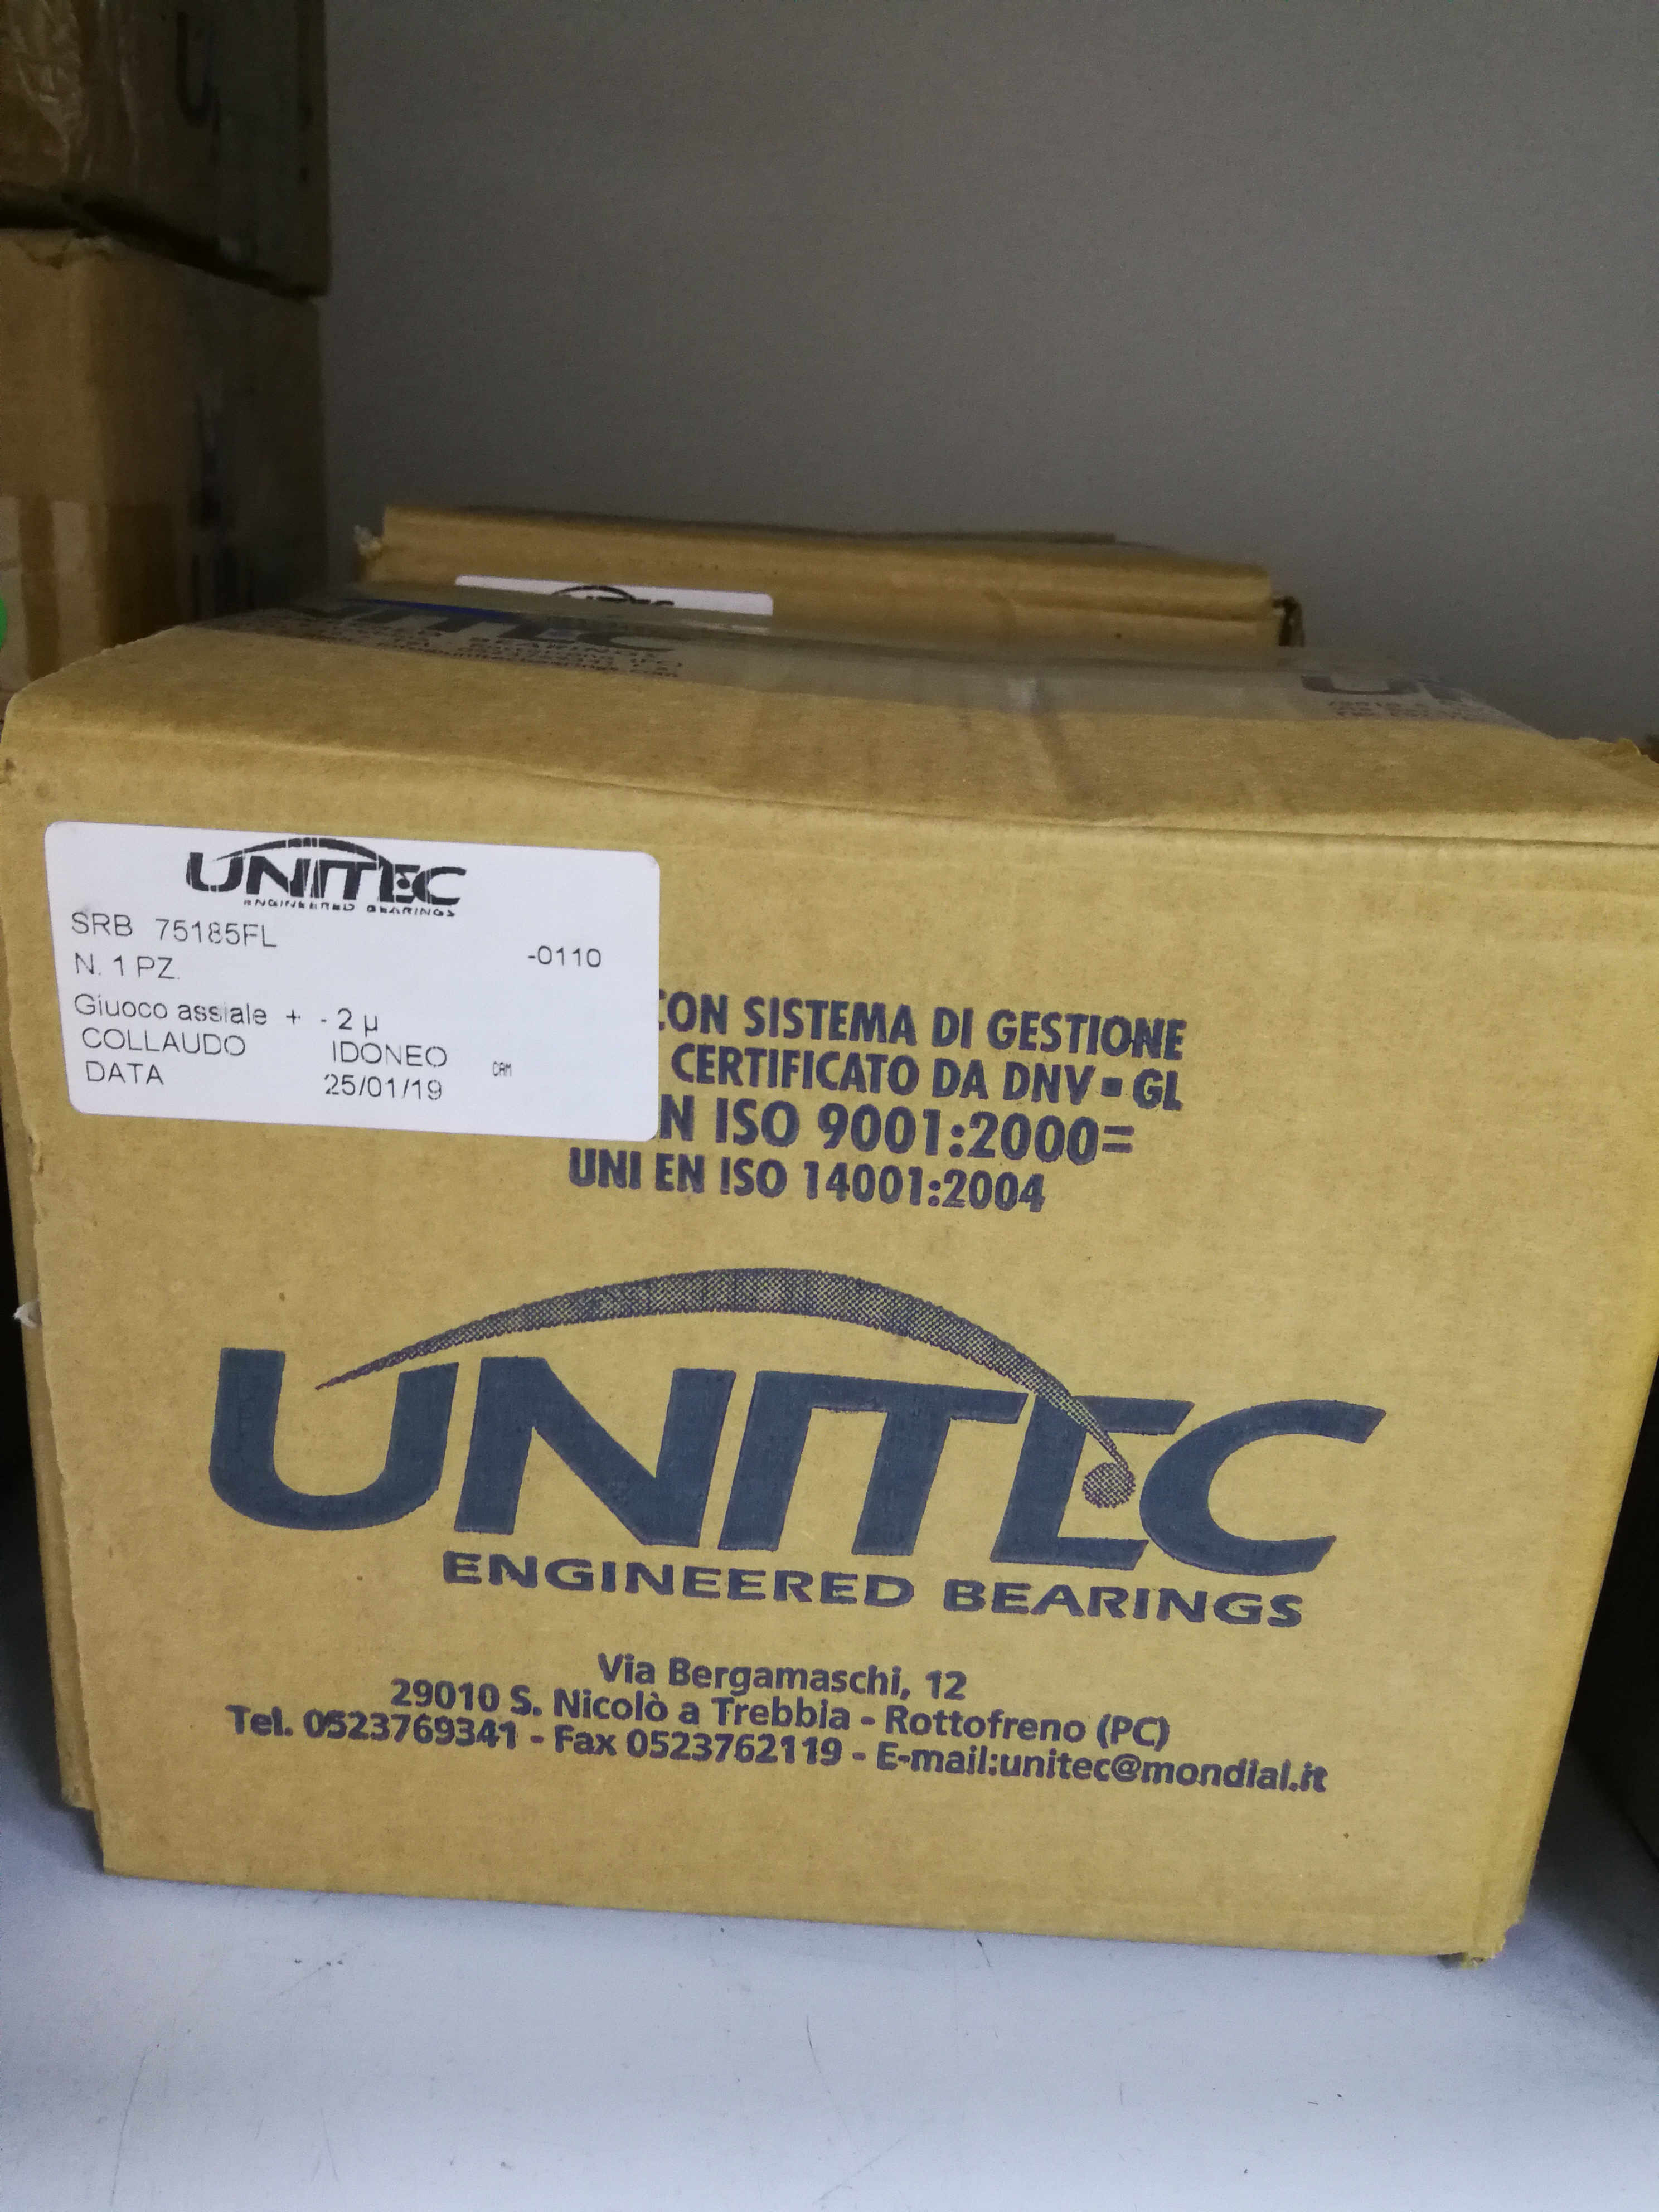 UNITEC
ENGINEERED BEARINGS
SRB 75185FL
-0110
N. 1 PZ.
Giuoco assiale + - 2 µ
COLLAUDO IDONEO CAM
DATA 25/01/19
CON SISTEMA DI GESTIONE
CERTIFICATO DA DNV - GL
N ISO 9001:2000=
UNI EN ISO 14001:2004
UNITEC
ENGINEERED BEARINGS
Via Bergamaschi, 12
29010 S. Nicolò a Trebbia - Rottofreno (PC)
Tel. 0523769341 - Fax 0523762119 - E-mail:unitec@mondial.it